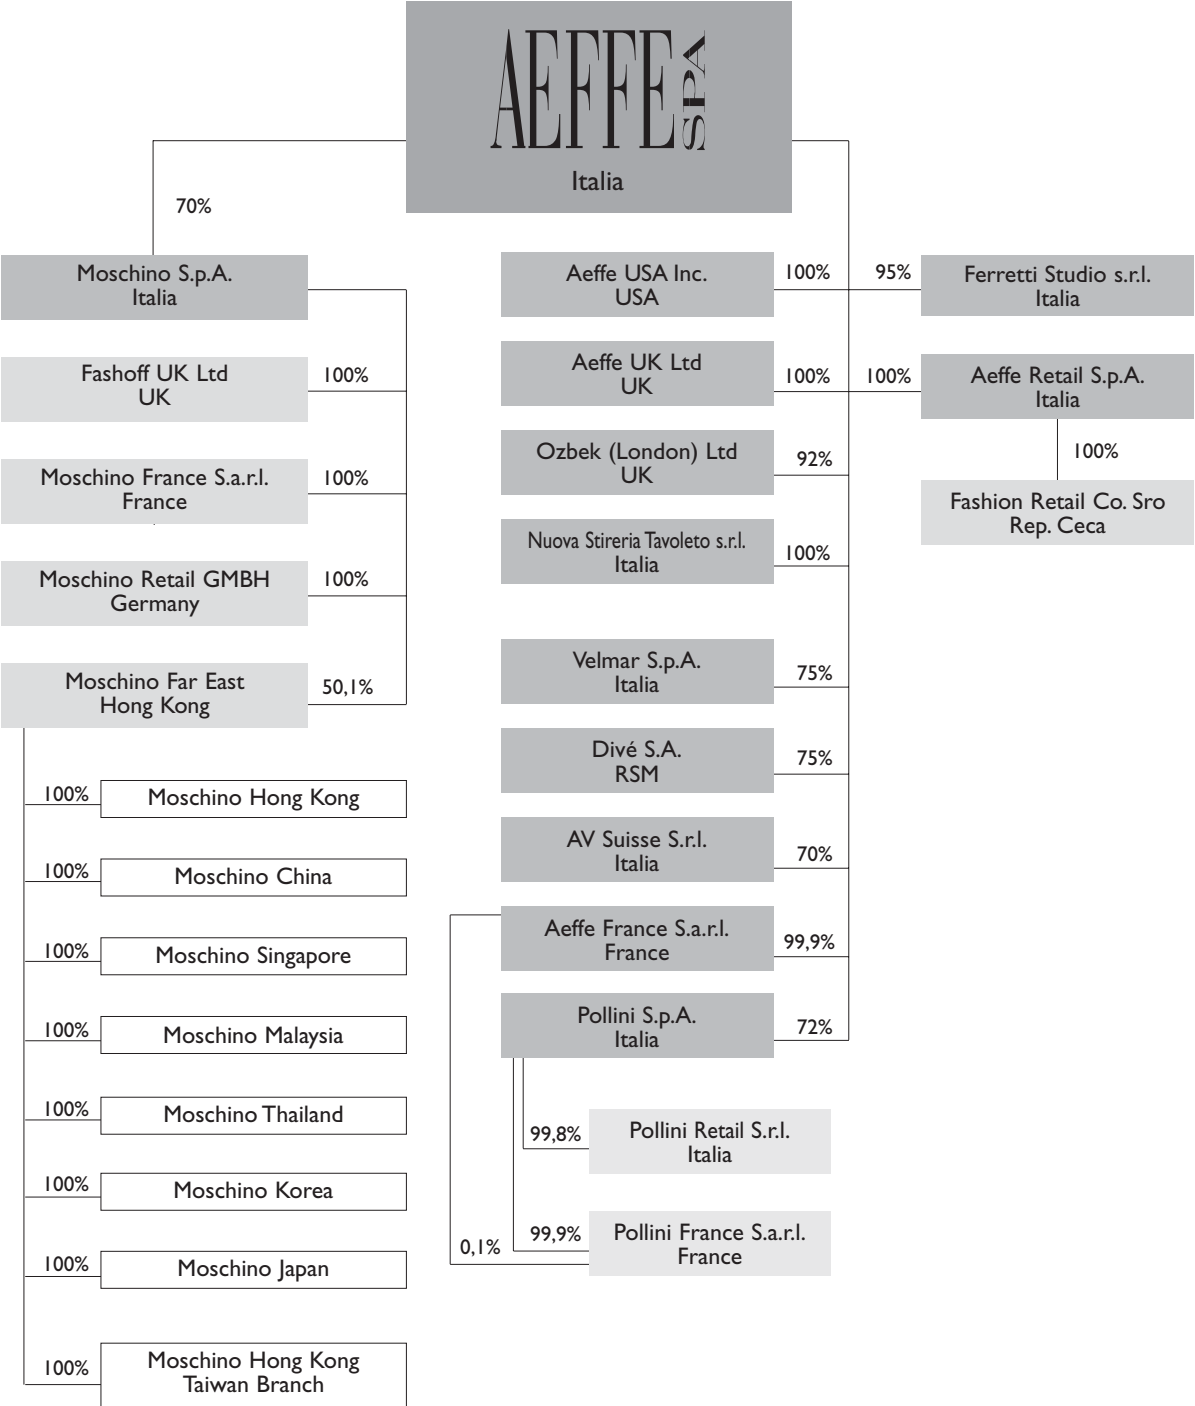 AEFFE SPA
Italia
70%
Moschino S.p.A.
Italia
Fashoff UK Ltd
UK
100%
Moschino France S.a.r.l.
France
100%
Moschino Retail GMBH
Germany
100%
Moschino Far East
Hong Kong
50,1%
100%
Moschino Hong Kong
100%
Moschino China
100%
Moschino Singapore
100%
Moschino Malaysia
100%
Moschino Thailand
100%
Moschino Korea
100%
Moschino Japan
100%
Moschino Hong Kong
Taiwan Branch
Aeffe USA Inc.
USA
100%
Aeffe UK Ltd
UK
100%
Ozbek (London) Ltd
UK
92%
Nuova Stireria Tavoleto s.r.l.
Italia
100%
Velmar S.p.A.
Italia
75%
Divé S.A.
RSM
75%
AV Suisse S.r.l.
Italia
70%
Aeffe France S.a.r.l.
France
99,9%
Pollini S.p.A.
Italia
72%
99,8%
Pollini Retail S.r.l.
Italia
99,9%
0,1%
Pollini France S.a.r.l.
France
95%
Ferretti Studio s.r.l.
Italia
100%
Aeffe Retail S.p.A.
Italia
100%
Fashion Retail Co. Sro
Rep. Ceca